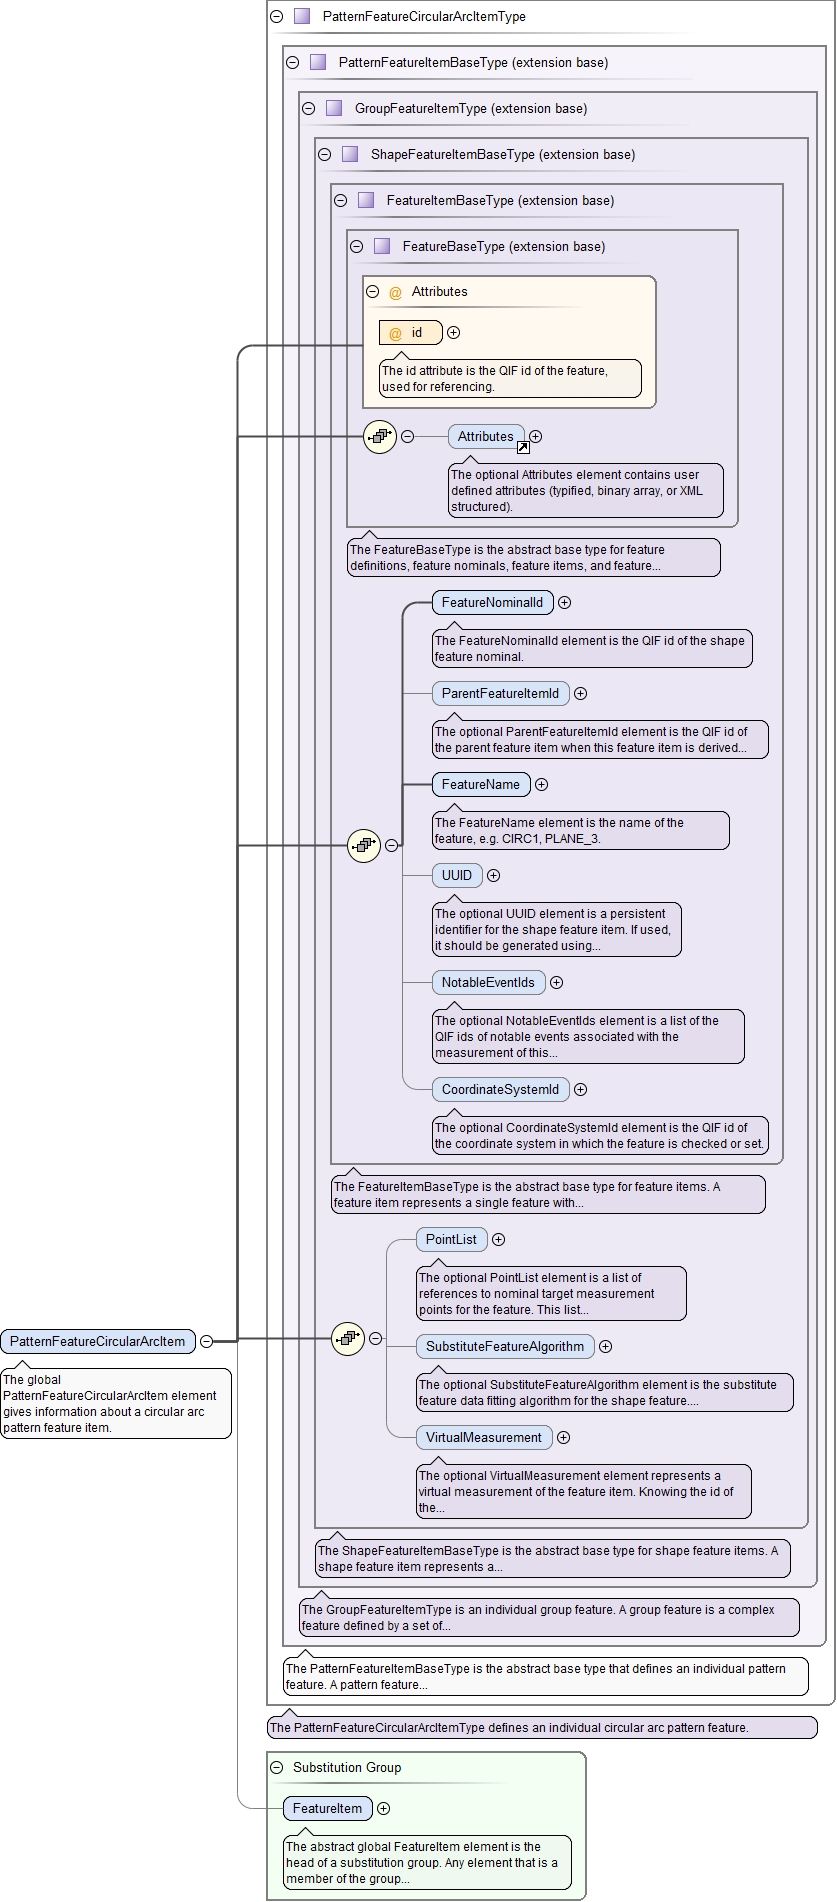 PatternFeatureCircularArcItemType
PatternFeatureItemBaseType (extension base)
GroupFeatureItemType (extension base)
ShapeFeatureItemBaseType (extension base)
FeatureItemBaseType (extension base)
FeatureBaseType (extension base)
@ Attributes
@ id
The id attribute is the QIF id of the feature,
used for referencing.
Attributes
The optional Attributes element contains user
defined attributes (typified, binary array, or XML
structured).
The FeatureBaseType is the abstract base type for feature
definitions, feature nominals, feature items, and feature...
FeatureNominalId
The FeatureNominalId element is the QIF id of the shape
feature nominal.
ParentFeatureItemId
The optional ParentFeatureItemId element is the QIF id of
the parent feature item when this feature item is derived...
FeatureName
The FeatureName element is the name of the
feature, e.g. CIRC1, PLANE_3.
UUID
The optional UUID element is a persistent
identifier for the shape feature item. If used,
it should be generated using...
NotableEventIds
The optional NotableEventIds element is a list of the
QIF ids of notable events associated with the
measurement of this...
CoordinateSystemId
The optional CoordinateSystemId element is the QIF id of
the coordinate system in which the feature is checked or set.
The FeatureItemBaseType is the abstract base type for feature items. A
feature item represents a single feature with...
PointList
The optional PointList element is a list of
references to nominal target measurement
points for the feature. This list...
PatternFeatureCircularArcItem
The global
PatternFeatureCircularArcItem element
gives information about a circular arc
pattern feature item.
SubstituteFeatureAlgorithm
The optional SubstituteFeatureAlgorithm element is the substitute
feature data fitting algorithm for the shape feature....
VirtualMeasurement
The optional VirtualMeasurement element represents a
virtual measurement of the feature item. Knowing the id of
the...
The ShapeFeatureItemBaseType is the abstract base type for shape feature items. A
shape feature item represents a...
The GroupFeatureItemType is an individual group feature. A group feature is a complex
feature defined by a set of...
The PatternFeatureItemBaseType is the abstract base type that defines an individual pattern
feature. A pattern feature...
The PatternFeatureCircularArcItemType defines an individual circular arc pattern feature.
Substitution Group
FeatureItem
The abstract global FeatureItem element is the
head of a substitution group. Any element that is a
member of the group...